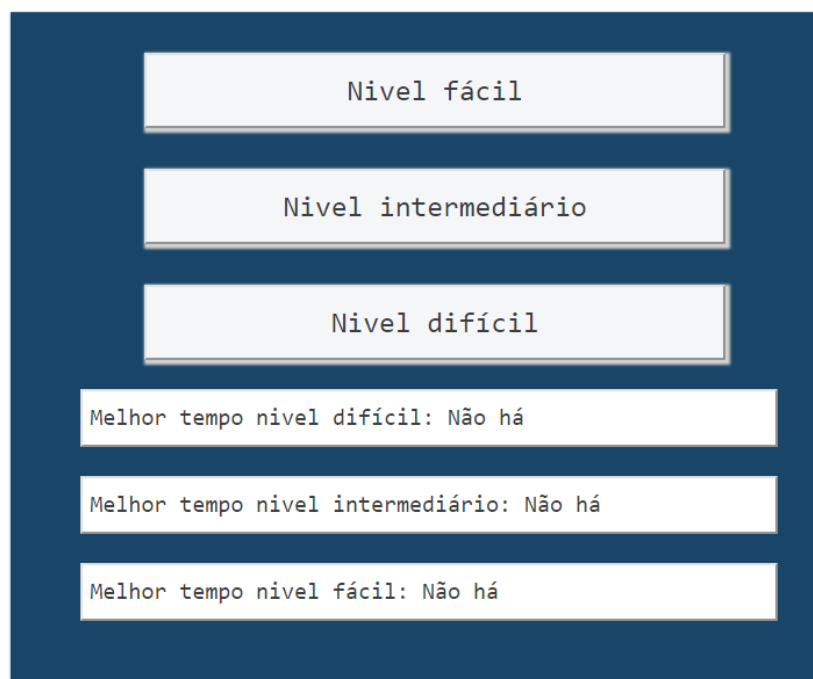 Nivel fácil
Nivel intermediário
Nivel difícil
Melhor tempo nivel difícil: Não há
Melhor tempo nivel intermediário: Não há
Melhor tempo nivel fácil: Não há